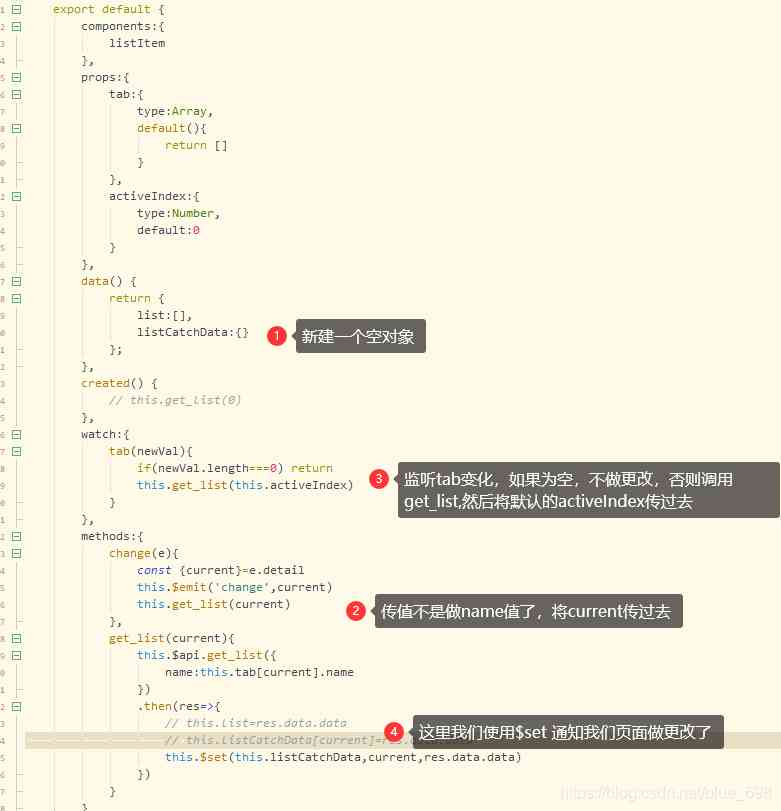 1 export default {
2 components:{
3 listItem
4 },
5 props:{
6 tab:{
7 type:Array,
8 default(){
9 return []
0 }
1 },
2 activeIndex:{
3 type:Number,
4 default:0
5 }
6 },
7 data() {
8 return {
9 list:[],
0 listCatchData:{} 1 新建一个空对象
1 };
2 },
3 created() {
4 // this.get_list(0)
5 },
6 watch:{
7 tab(newVal){
8 if(newVal.length===0) return
9 this.get_list(this.activeIndex) 3 监听tab变化，如果为空，不做更改，否则调用
get_list,然后将默认的activeIndex传过去
0 }
1 },
2 methods:{
3 change(e){
4 const {current}=e.detail
5 this.$emit('change',current)
6 this.get_list(current) 2 传值不是做name值了，将current传过去
7 },
8 get_list(current){
9 this.$api.get_list({
0 name:this.tab[current].name
1 })
2 .then(res=>{
3 // this.list=res.data.data 4 这里我们使用$set 通知我们页面做更改了
4 // this.listCatchData[current]=res.
5 this.$set(this.listCatchData,current,res.data.data)
6 })
7 }
8 }
https://blog.csdn.net/blue_698